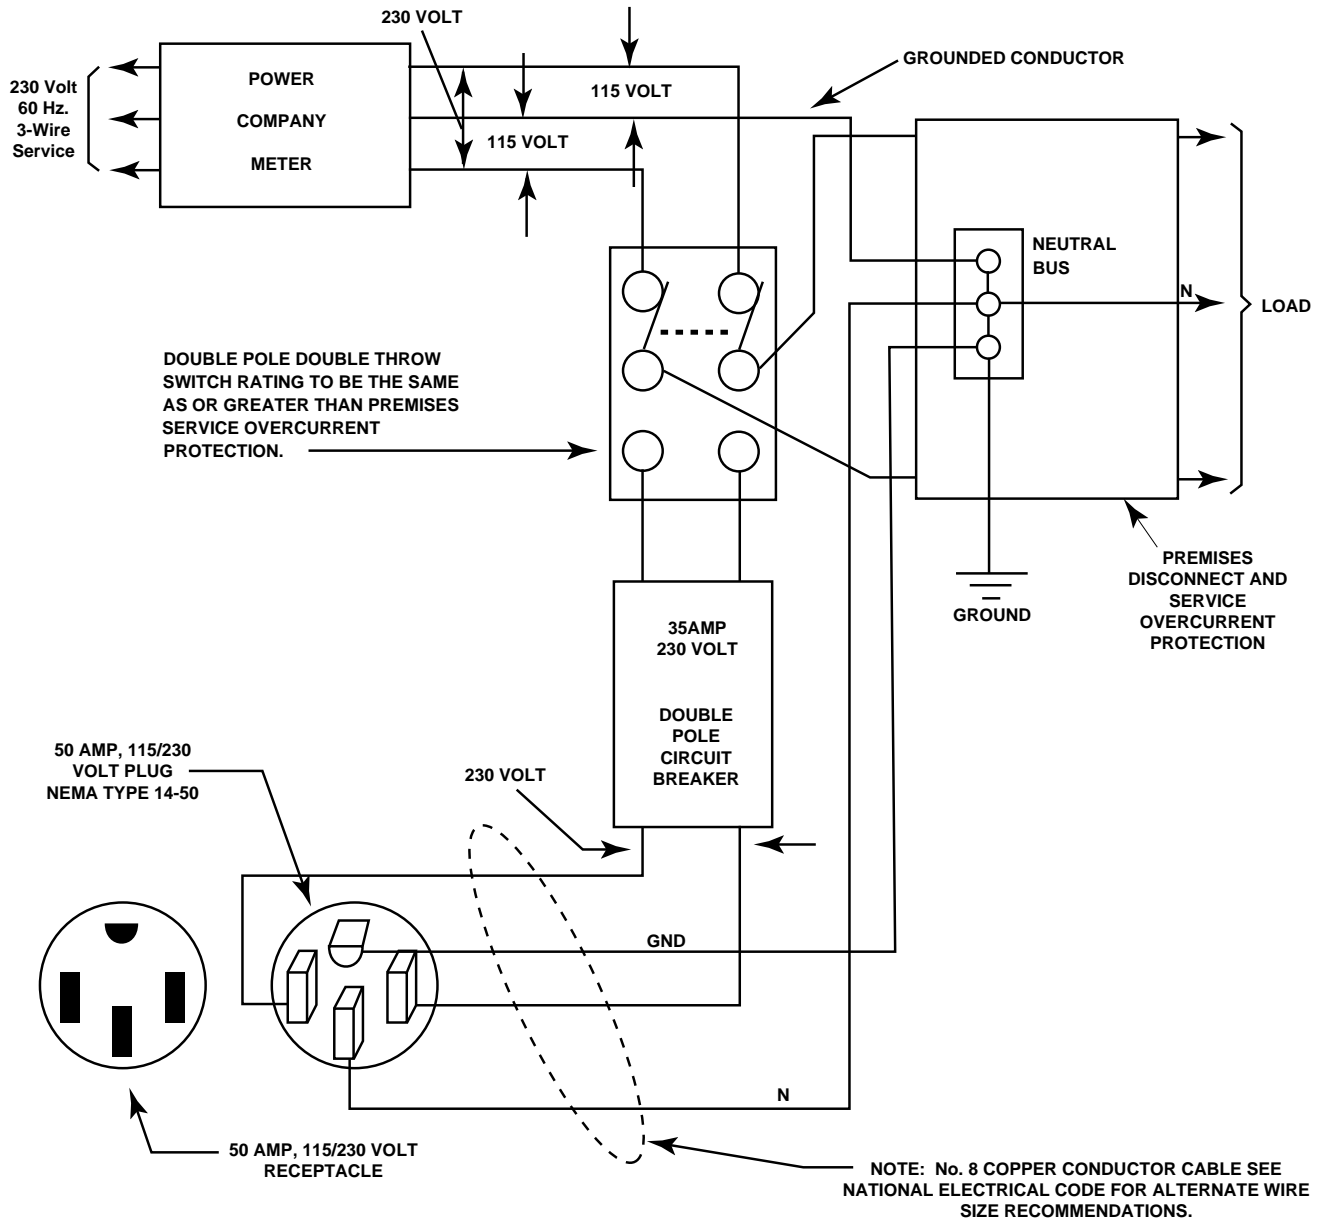 230 VOLT
GROUNDED CONDUCTOR
230 Volt
60 Hz.
3-Wire
Service
POWER
COMPANY
METER
115 VOLT
115 VOLT
NEUTRAL
BUS
N
LOAD
DOUBLE POLE DOUBLE THROW
SWITCH RATING TO BE THE SAME
AS OR GREATER THAN PREMISES
SERVICE OVERCURRENT
PROTECTION.
GROUND
PREMISES
DISCONNECT AND
SERVICE
OVERCURRENT
PROTECTION
35AMP
230 VOLT
DOUBLE
POLE
CIRCUIT
BREAKER
50 AMP, 115/230
VOLT PLUG
NEMA TYPE 14-50
230 VOLT
GND
N
50 AMP, 115/230 VOLT
RECEPTACLE
NOTE: No. 8 COPPER CONDUCTOR CABLE SEE
NATIONAL ELECTRICAL CODE FOR ALTERNATE WIRE
SIZE RECOMMENDATIONS.